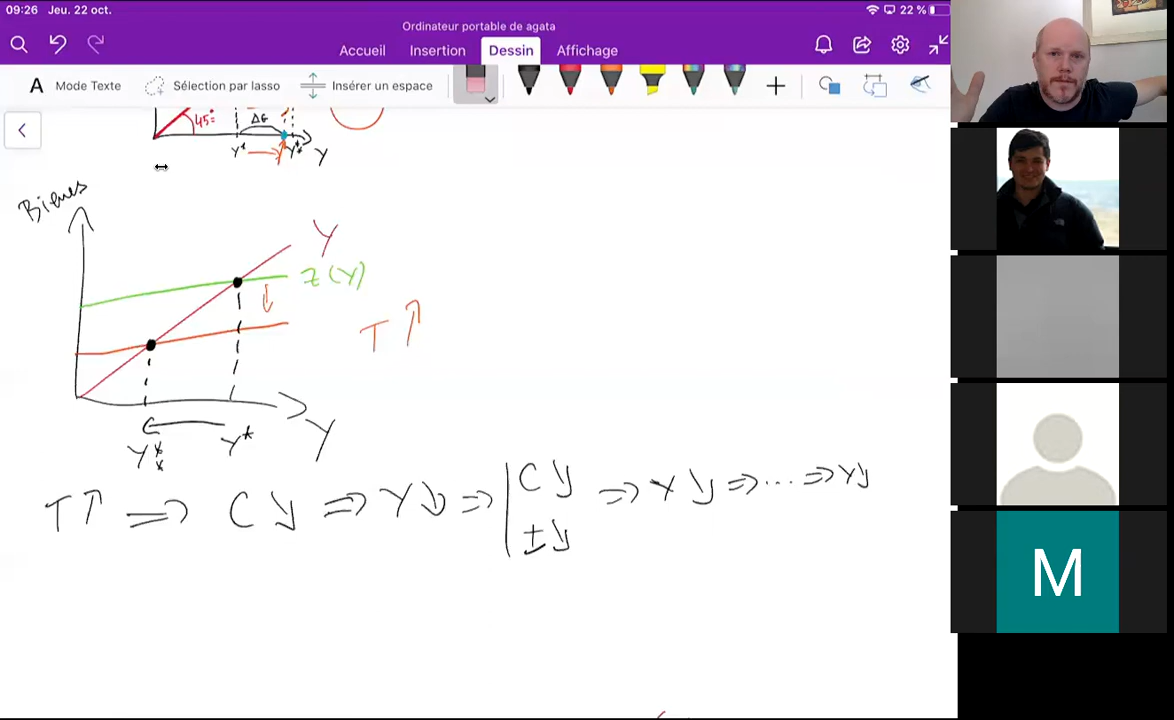 09:26 Jeu. 22 oct.
22 %
Ordinateur portable de agata
Accueil Insertion Dessin Affichage
A Mode Texte Sélection par lasso Insérer un espace
45°
ΔG
Y* Y** Y
Bienes
Y
Z(Y)
T ↑
Y
Y** Y*
T↑ ⇒ C ↓ ⇒ Y ↓ ⇒ C ↓ ⇒ Y ↓ ⇒ ... ⇒ Y ↓
I ↓
M